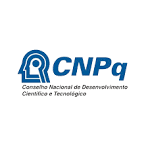 CNPq
Conselho Nacional de Desenvolvimento
Científico e Tecnológico